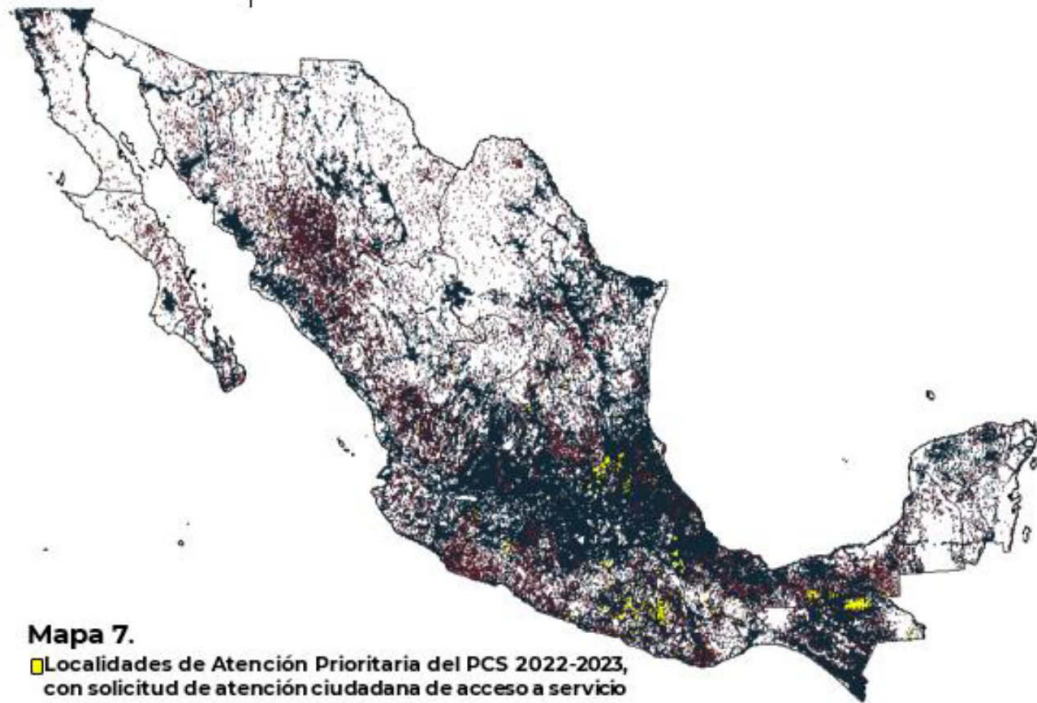 Mapa 7.
Localidades de Atención Prioritaria del PCS 2022-2023,
con solicitud de atención ciudadana de acceso a servicio